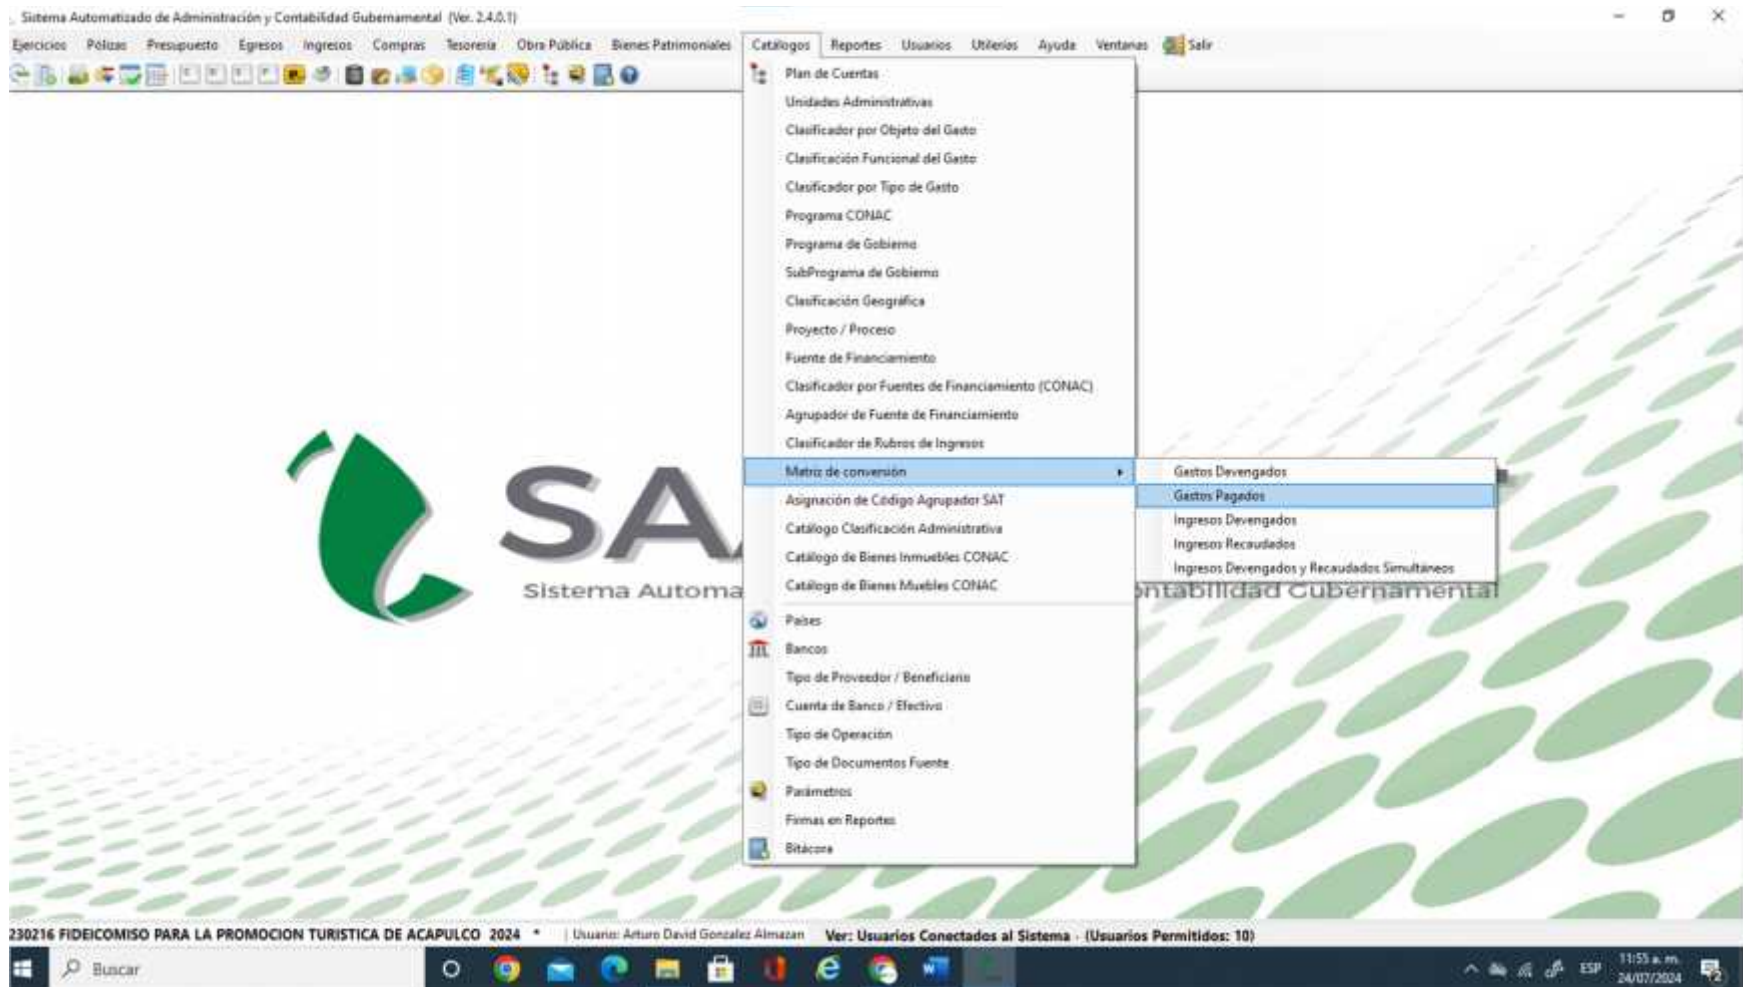 Sistema Automatizado de Administración y Contabilidad Gubernamental (Ver. 2.4.0.1)
Ejercicios Pólizas Presupuesto Egresos Ingresos Compras Tesorería Obra Pública Bienes Patrimoniales Catálogos Reportes Usuarios Utilerías Ayuda Ventanas Salir
Plan de Cuentas
Unidades Administrativas
Clasificador por Objeto del Gasto
Clasificación Funcional del Gasto
Clasificador por Tipo de Gasto
Programa CONAC
Programa de Gobierno
SubPrograma de Gobierno
Clasificación Geográfica
Proyecto / Proceso
Fuente de Financiamiento
Clasificador por Fuentes de Financiamiento (CONAC)
Agrupador de Fuente de Financiamiento
Clasificador de Rubros de Ingresos
Matriz de conversión
Asignación de Código Agrupador SAT
Catálogo Clasificación Administrativa
Catálogo de Bienes Inmuebles CONAC
Catálogo de Bienes Muebles CONAC
Países
Bancos
Tipo de Proveedor / Beneficiario
Cuenta de Banco / Efectivo
Tipo de Operación
Tipo de Documentos Fuente
Parámetros
Firmas en Reportes
Bitácora
Gastos Devengados
Gastos Pagados
Ingresos Devengados
Ingresos Recaudados
Ingresos Devengados y Recaudados Simultáneos
SA
Sistema Automa
ontabilidad Gubernamental
230216 FIDEICOMISO PARA LA PROMOCION TURISTICA DE ACAPULCO 2024 * | Usuario: Arturo David Gonzalez Almazan Ver: Usuarios Conectados al Sistema - (Usuarios Permitidos: 10)
Buscar
ESP
11:55 a. m.
24/07/2024
2